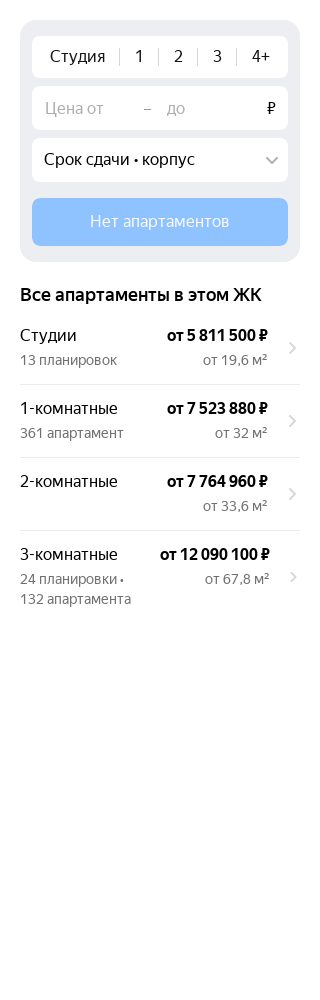 Студия 1 2 3 4+
Цена от – до ₽
Срок сдачи • корпус
Нет апартаментов
Все апартаменты в этом ЖК
Студии от 5 811 500 ₽
13 планировок от 19,6 м²
1-комнатные от 7 523 880 ₽
361 апартамент от 32 м²
2-комнатные от 7 764 960 ₽
от 33,6 м²
3-комнатные от 12 090 100 ₽
24 планировки • от 67,8 м²
132 апартамента